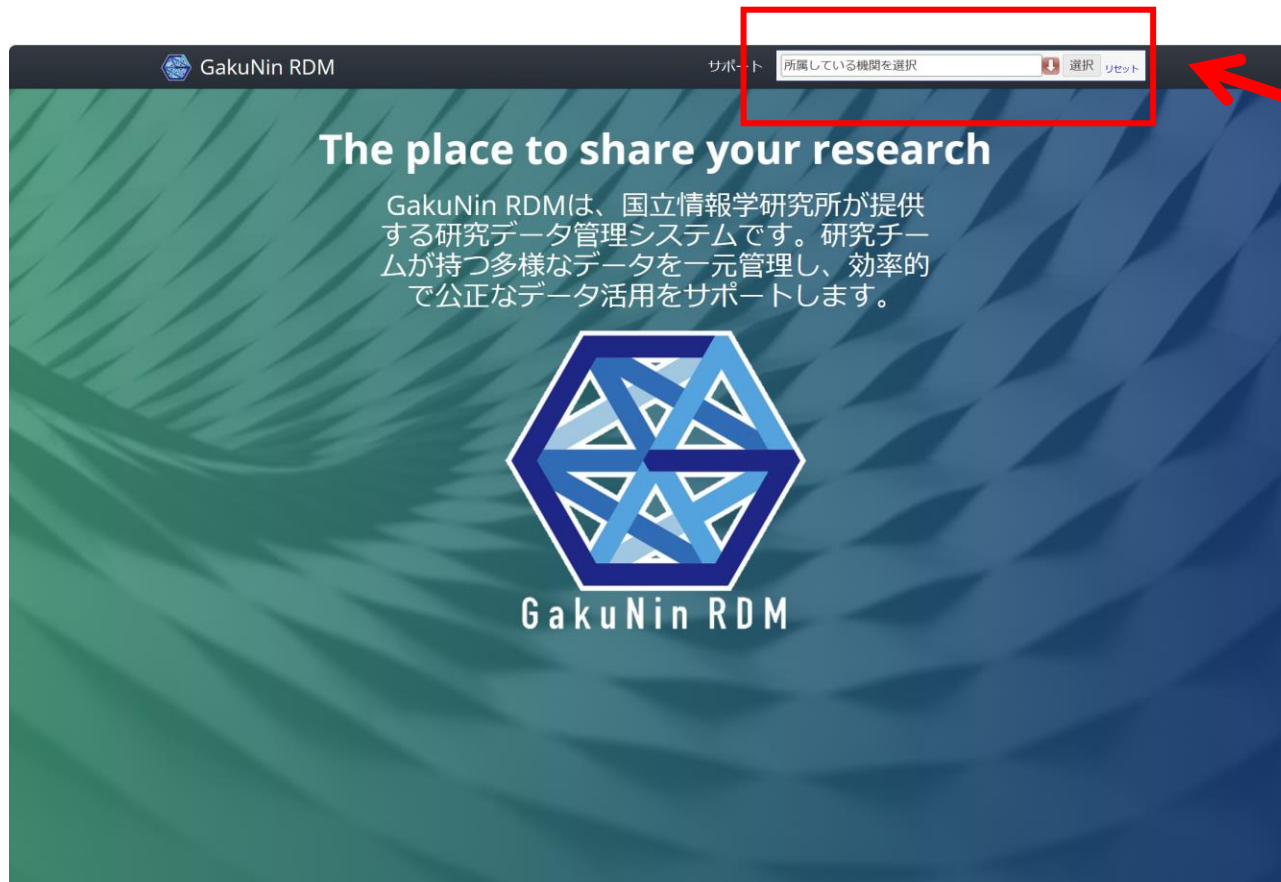 GakuNin RDM
サポート 所属している機関を選択 選択 リセット
The place to share your research
GakuNin RDMは、国立情報学研究所が提供
する研究データ管理システムです。研究チー
ムが持つ多様なデータを一元管理し、効率的
で公正なデータ活用をサポートします。
GakuNin RDM